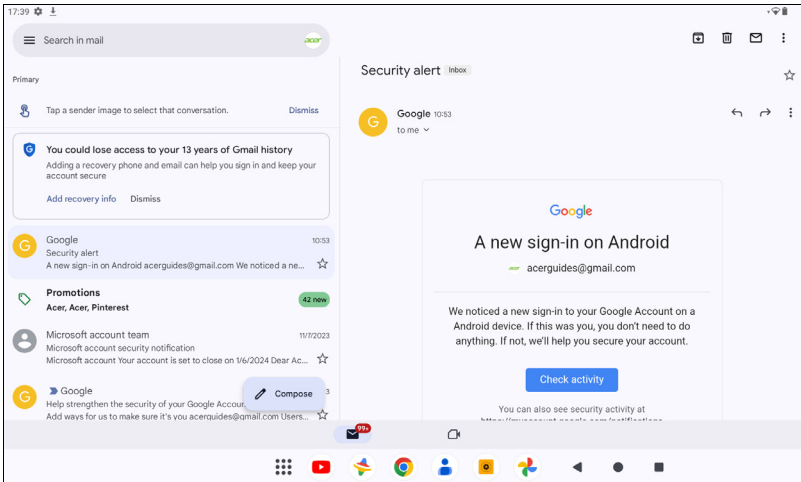 17:39
Search in mail
acer
Primary
Tap a sender image to select that conversation.
Dismiss
You could lose access to your 13 years of Gmail history
Adding a recovery phone and email can help you sign in and keep your
account secure
Add recovery info
Dismiss
G
Google
10:53
Security alert
A new sign-in on Android acerguides@gmail.com We noticed a ne...
Promotions
Acer, Acer, Pinterest
42 new
Microsoft account team
11/7/2023
Microsoft account security notification
Microsoft account Your account is set to close on 1/6/2024 Dear Ac...
G
Google
3
Help strengthen the security of your Google Accou
Add ways for us to make sure it's you acerguides@gmail.com Users...
Compose
Security alert
Inbox
G
Google 10:53
to me
Google
A new sign-in on Android
acer acerguides@gmail.com
We noticed a new sign-in to your Google Account on a
Android device. If this was you, you don't need to do
anything. If not, we'll help you secure your account.
Check activity
You can also see security activity at
https://myaccount.google.com/notifications
99+